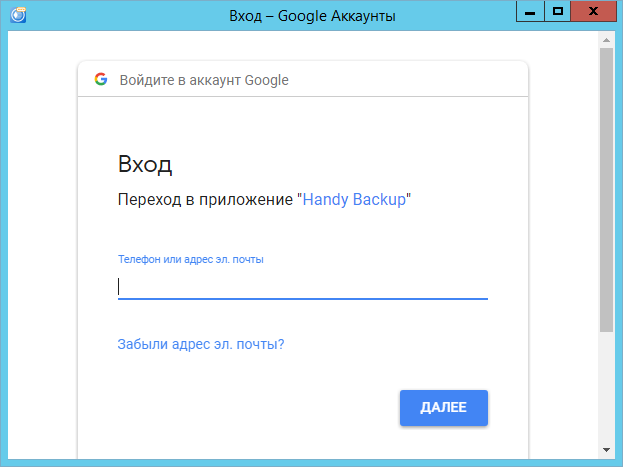 Вход – Google Аккаунты
Войдите в аккаунт Google
Вход
Переход в приложение "Handy Backup"
Телефон или адрес эл. почты
Забыли адрес эл. почты?
ДАЛЕЕ